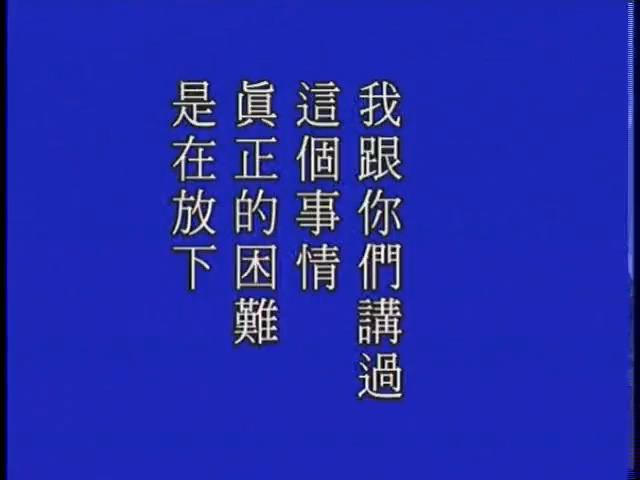 我跟你們講過
這個事情
眞正的困難
是在放下